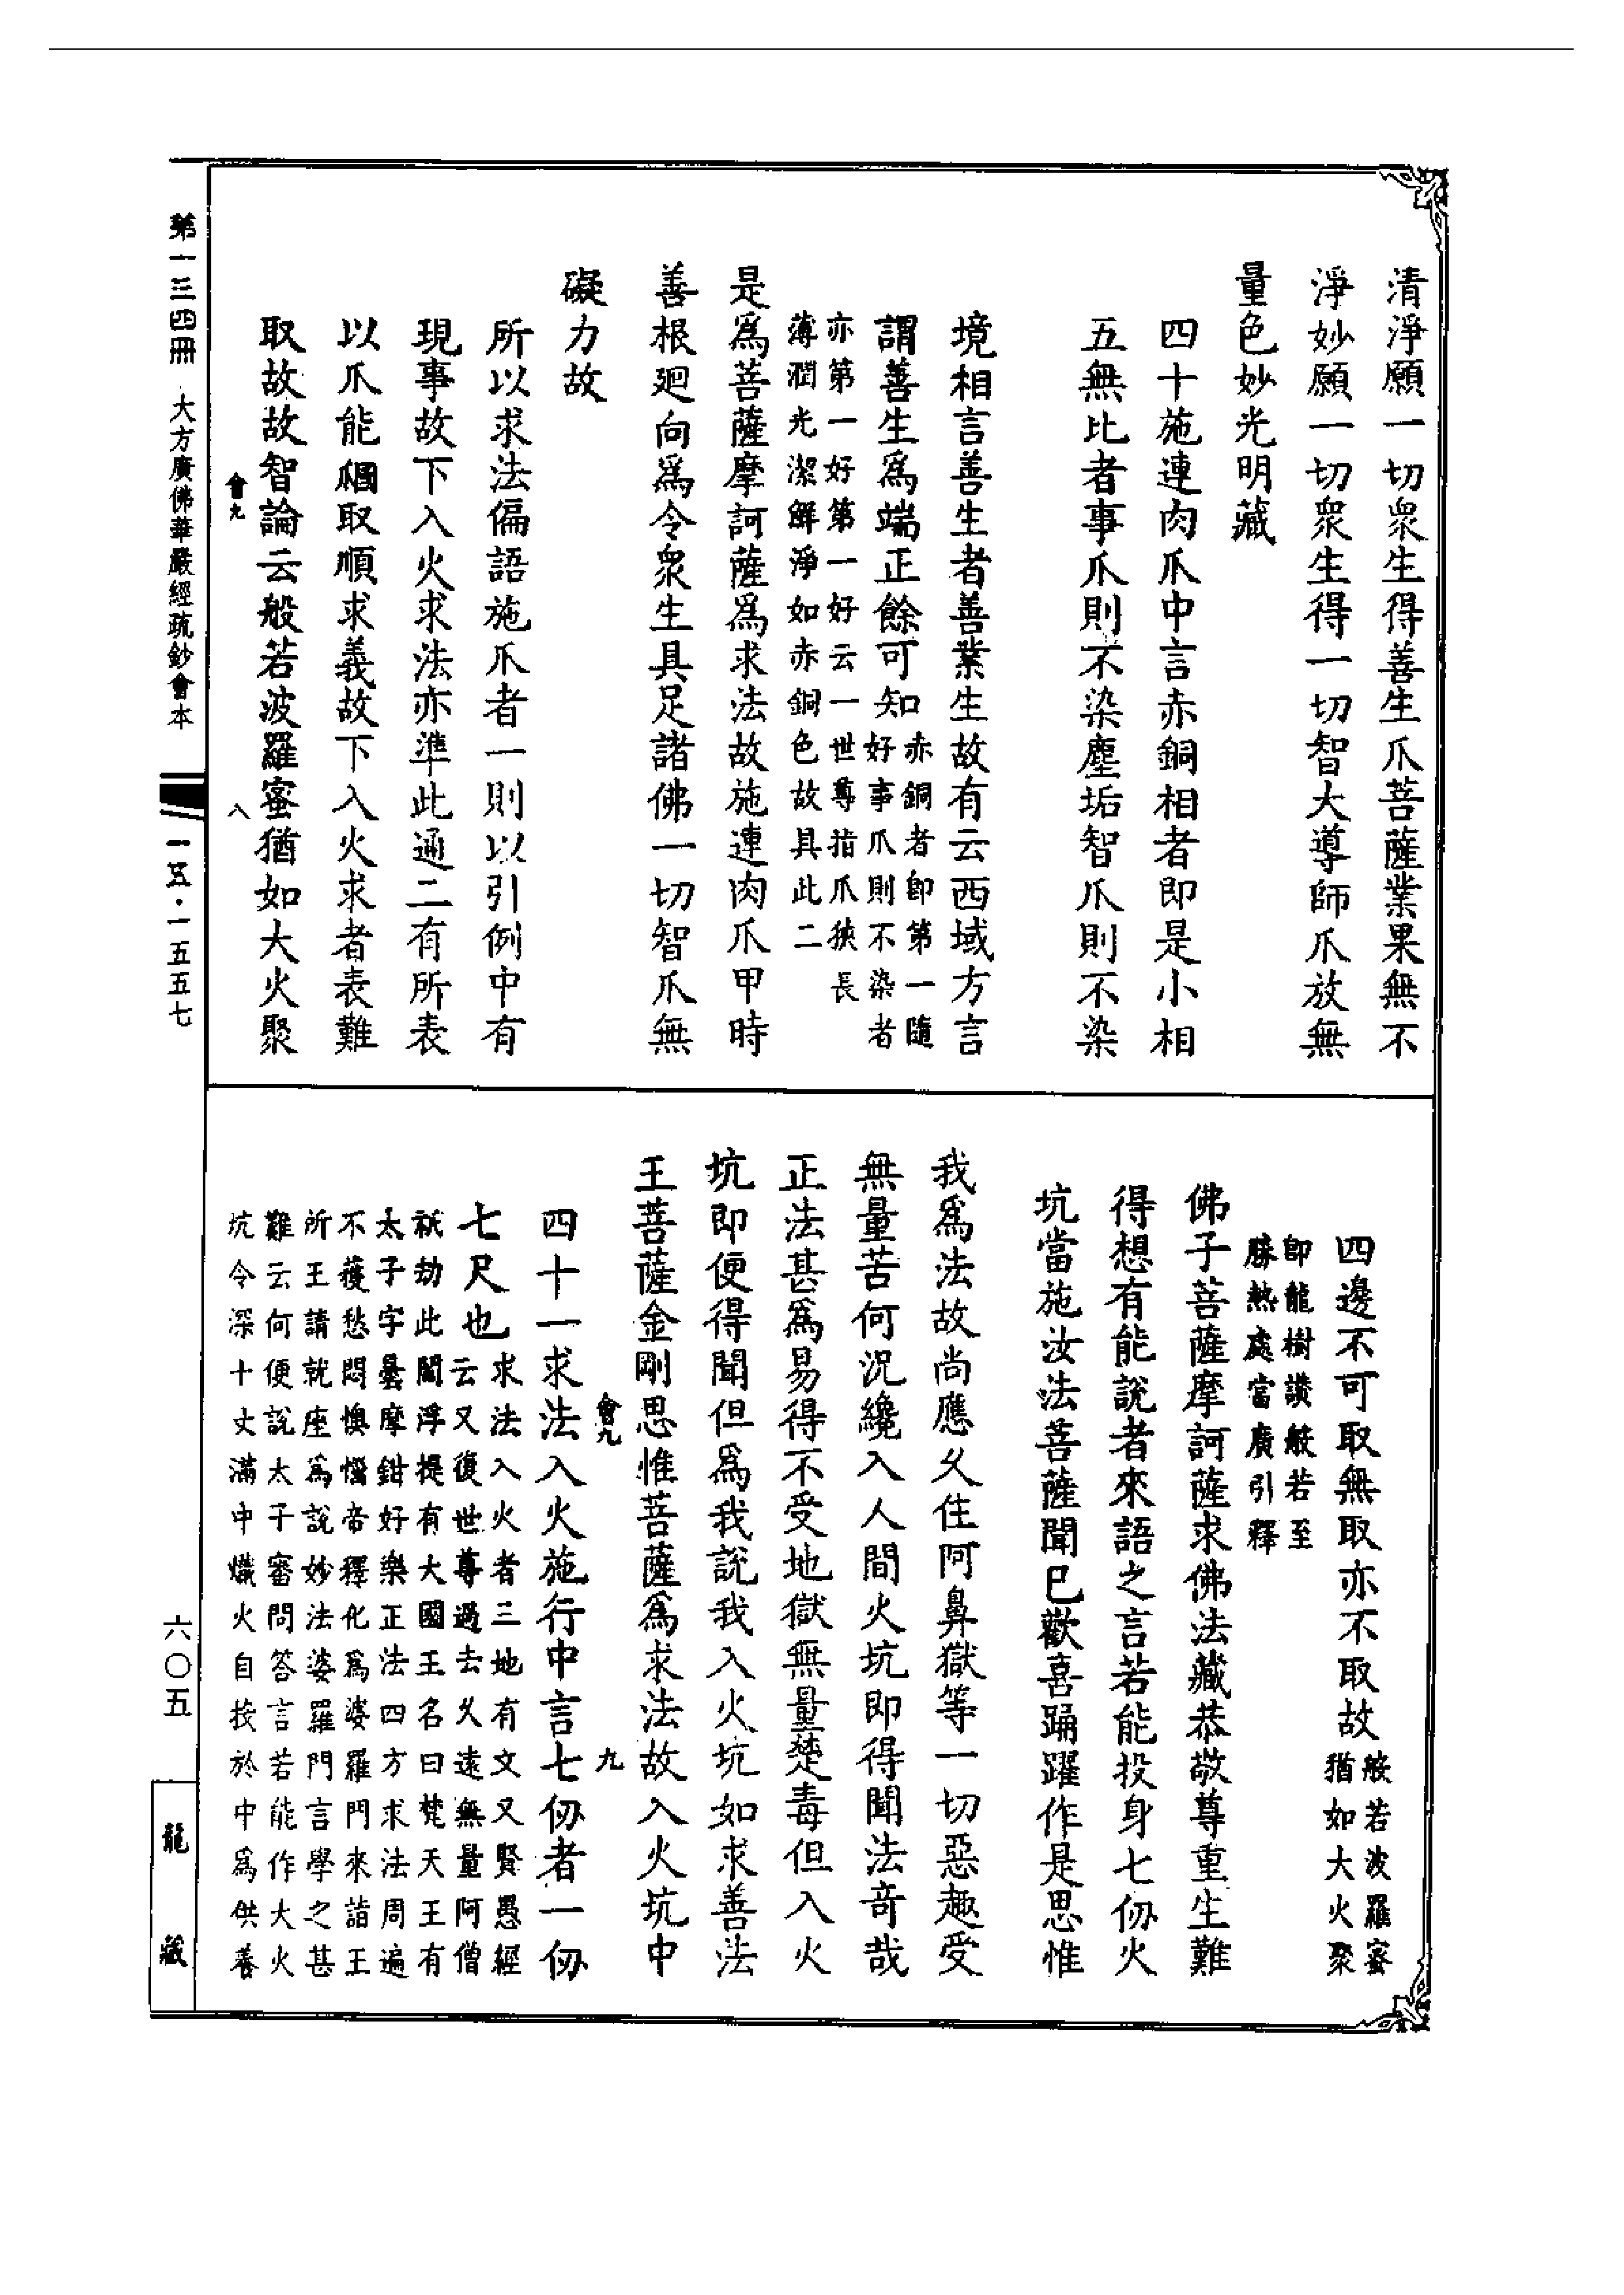 清淨願一切衆生得善生爪菩薩業果無不
淨妙願一切衆生得一切智大導師爪放無
量色妙光明藏
四十施連肉爪中言赤銅相者即是小相
五無比者事爪則不染塵垢智爪則不染
境相言善生者善業生故有云西域方言
謂善生爲端正餘可知
赤銅者即第一隨
好事爪則不染者
亦第一好第一好云一世尊指爪狹長
薄潤光潔鮮淨如赤銅色故具此二
是爲菩薩摩訶薩爲求法故施連肉爪甲時
善根廻向爲令衆生具足諸佛一切智爪無
礙力故
所以求法偏語施爪者一則以引例中有
現事故下入火求法亦準此通二有所表
以爪能爴取順求義故下入火求者表難
取故故智論云般若波羅蜜猶如大火聚
會九
八
四邊不可取無取亦不取故
般若波羅蜜
猶如大火聚
即龍樹讃般若至
勝熱處當廣引釋
佛子菩薩摩訶薩求佛法藏恭敬尊重生難
得想有能說者來語之言若能投身七仞火
坑當施汝法菩薩聞已歡喜踊躍作是思惟
我爲法故尚應久住阿鼻獄等一切惡趣受
無量苦何況纔入人間火坑即得聞法奇哉
正法甚爲易得不受地獄無量楚毒但入火
坑即便得聞但爲我說我入火坑如求善法
王菩薩金剛思惟菩薩爲求法故入火坑中
會九
九
四十一求法入火施行中言七仞者一仞
七尺也
求法入火者三地有文又賢愚經
云又復世尊過去久遠無量阿僧
祇劫此閻浮提有大國王名曰梵天王有
太子字曇摩鉗好樂正法四方求法周遍
不獲愁悶懊惱帝釋化爲婆羅門來詣王
所王請就座爲說妙法婆羅門言學之甚
難云何便說太子審問答言若能作大火
坑令深十丈滿中熾火自投於中爲供養
第一三四冊 大方廣佛華嚴經疏鈔會本
一五·一五五七
六〇五
龍藏